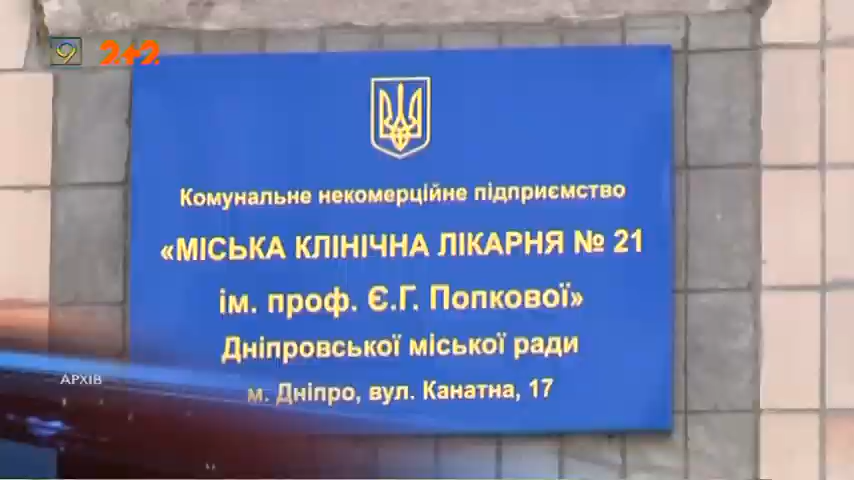 9 2+2
Комунальне некомерційне підприємство
«МІСЬКА КЛІНІЧНА ЛІКАРНЯ № 21
ім. проф. Є.Г. Попкової»
Дніпровської міської ради
АРХІВ
м. Дніпро, вул. Канатна, 17